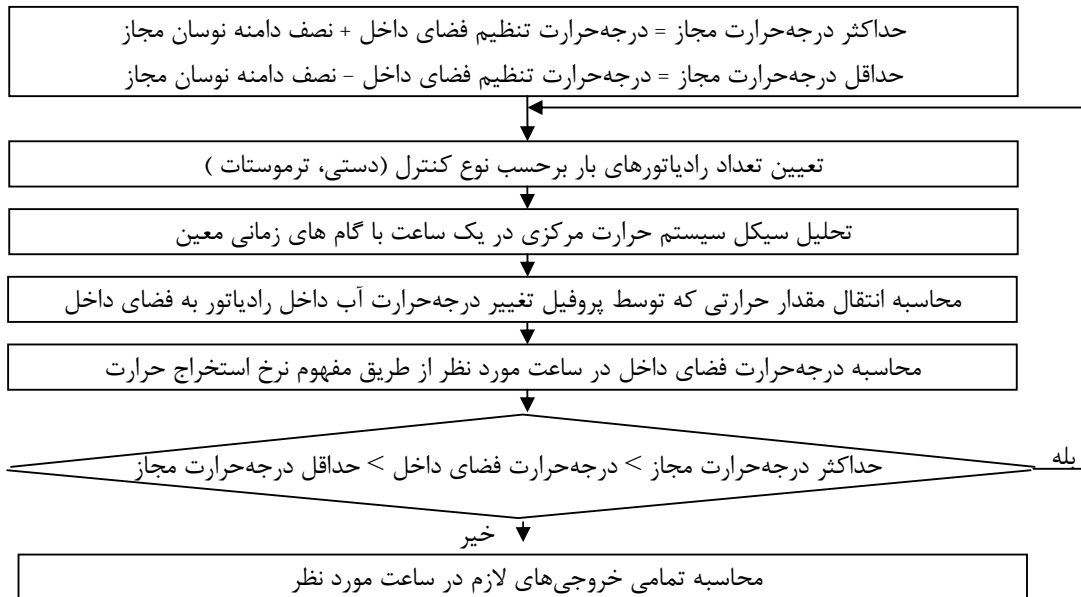 حداکثر درجه‌حرارت مجاز = درجه‌حرارت تنظیم فضای داخل + نصف دامنه نوسان مجاز
حداقل درجه‌حرارت مجاز = درجه‌حرارت تنظیم فضای داخل – نصف دامنه نوسان مجاز
تعیین تعداد رادیاتورهای بار برحسب نوع کنترل (دستی، ترموستات )
تحلیل سیکل سیستم حرارت مرکزی در یک ساعت با گام های زمانی معین
محاسبه انتقال مقدار حرارتی که توسط پروفیل تغییر درجه‌حرارت آب داخل رادیاتور به فضای داخل
محاسبه درجه‌حرارت فضای داخل در ساعت مورد نظر از طریق مفهوم نرخ استخراج حرارت
حداکثر درجه‌حرارت مجاز > درجه‌حرارت فضای داخل > حداقل درجه‌حرارت مجاز
بله
خیر
محاسبه تمامی خروجی‌های لازم در ساعت مورد نظر